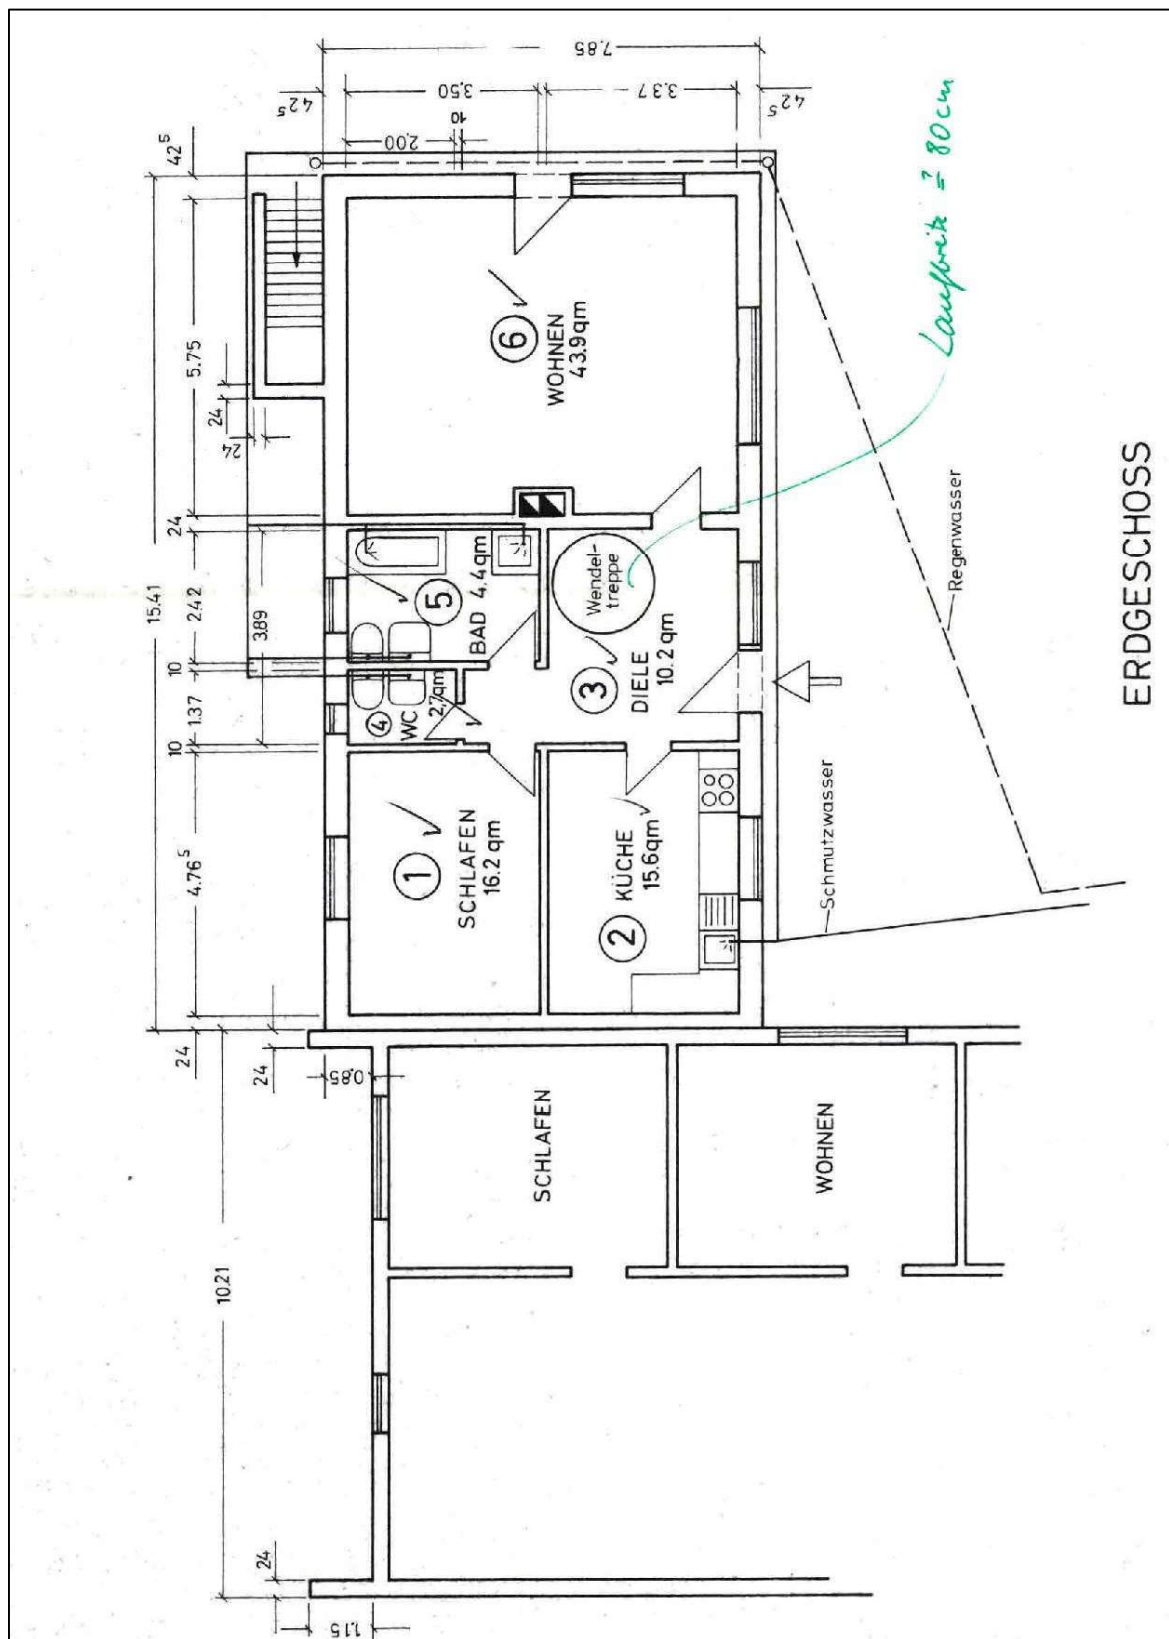 ERDGESCHOSS
10.21
15.41
24
4.76⁵
10
1.37
10
2.42
24
5.75
42⁵
24
24
0,85
1.15
3.89
24
24
7.85
42⁵
3.50
3.37
42⁵
2.00
10
1
SCHLAFEN
16.2 qm
2
KÜCHE
15.6qm
3
DIELE
10.2 qm
4
WC
2,7qm
5
BAD 4.4qm
6
WOHNEN
43.9qm
Wendel-
treppe
SCHLAFEN
WOHNEN
Schmutzwasser
Regenwasser
80cm